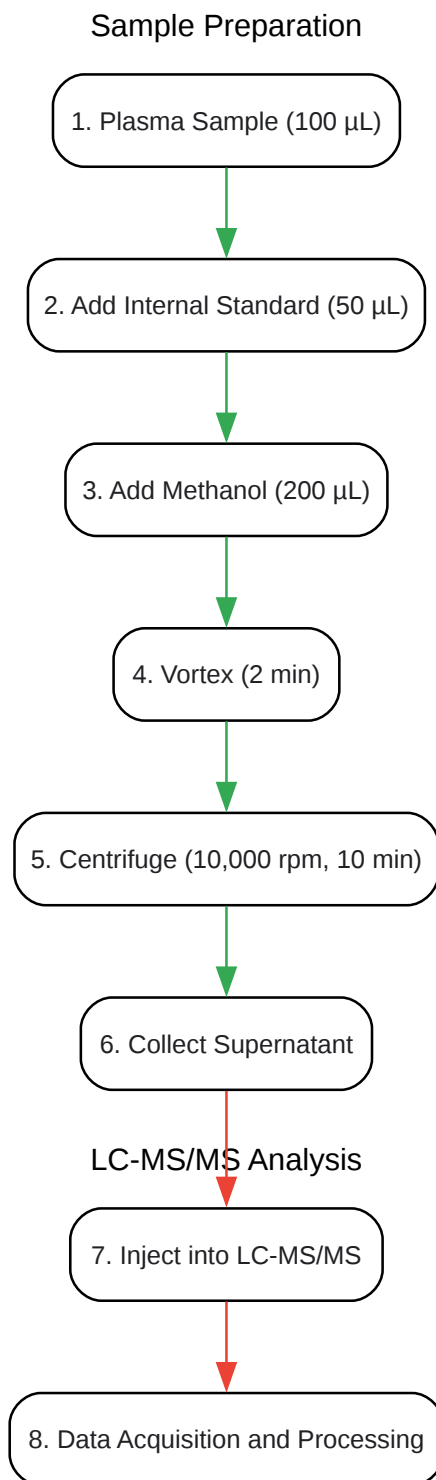 Sample Preparation
1. Plasma Sample (100 µL)
2. Add Internal Standard (50 µL)
3. Add Methanol (200 µL)
4. Vortex (2 min)
5. Centrifuge (10,000 rpm, 10 min)
6. Collect Supernatant
LC-MS/MS Analysis
7. Inject into LC-MS/MS
8. Data Acquisition and Processing